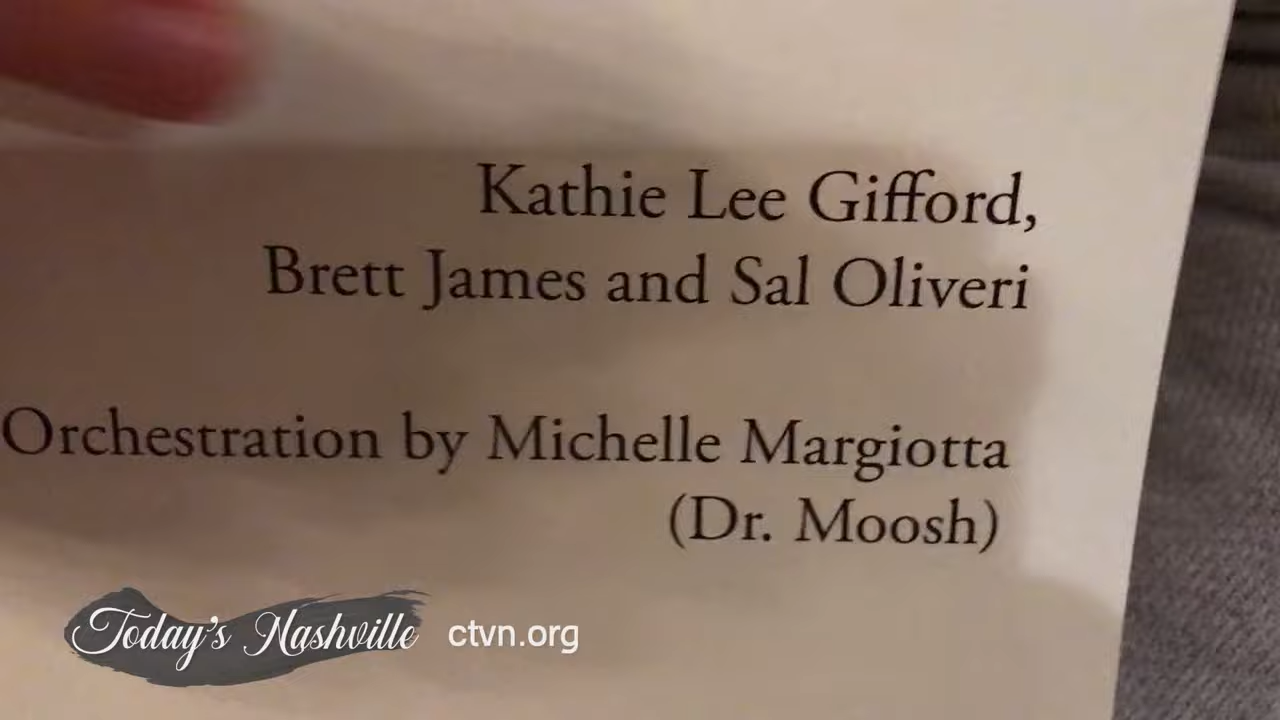 Kathie Lee Gifford,
Brett James and Sal Oliveri
Orchestration by Michelle Margiotta
(Dr. Moosh)
Today's Nashville ctvn.org